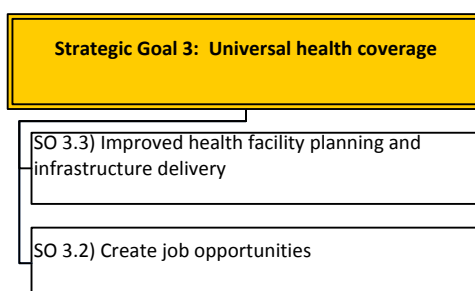 Strategic Goal 3:  Universal health coverage
SO 3.3) Improved health facility planning and
infrastructure delivery
SO 3.2) Create job opportunities